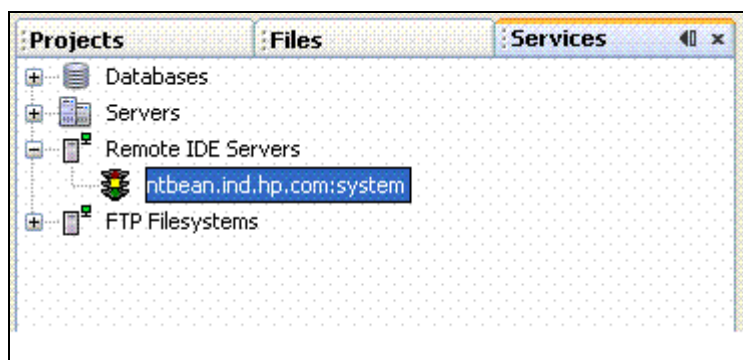 Projects Files Services
Databases
Servers
Remote IDE Servers
ntbean.ind.hp.com:system
FTP Filesystems